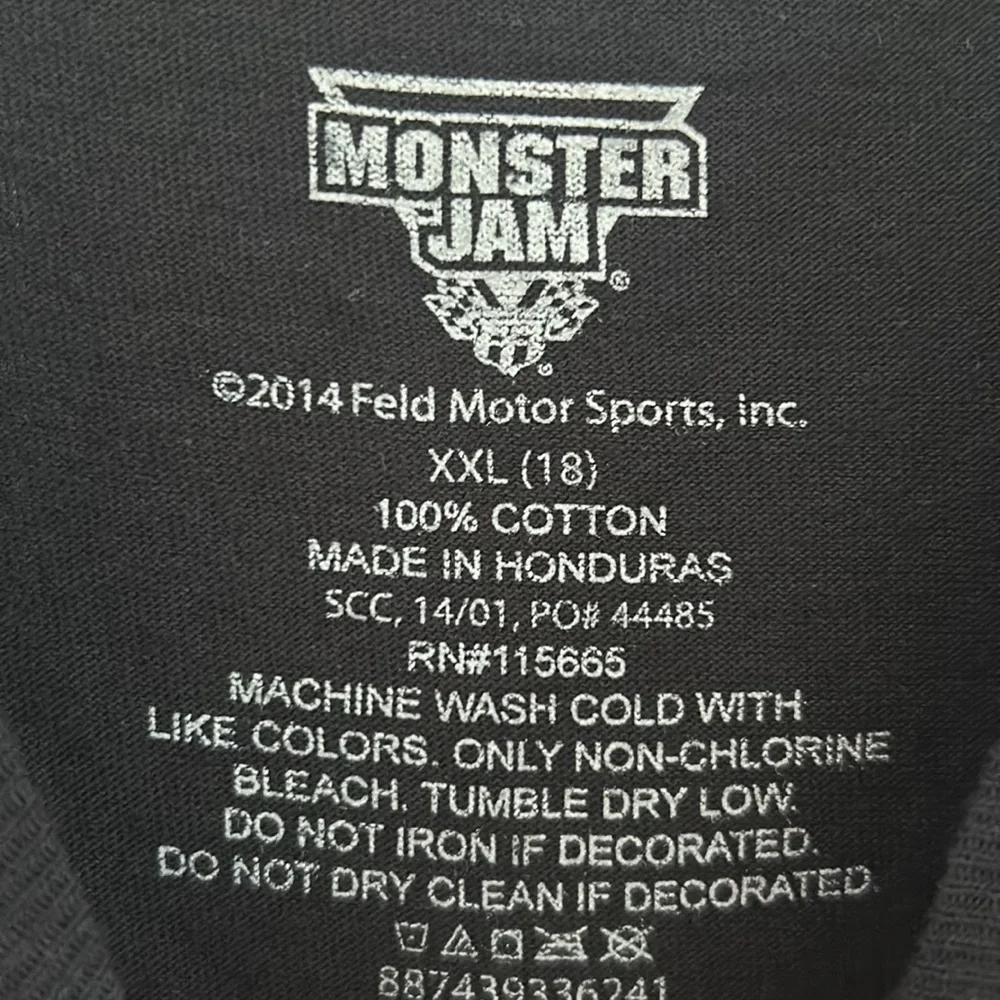 MONSTER
JAM
®
©2014 Feld Motor Sports, Inc.
XXL (18)
100% COTTON
MADE IN HONDURAS
SCC, 14/01, PO# 44485
RN#115665
MACHINE WASH COLD WITH
LIKE COLORS. ONLY NON-CHLORINE
BLEACH. TUMBLE DRY LOW.
DO NOT IRON IF DECORATED.
DO NOT DRY CLEAN IF DECORATED.
887439336241